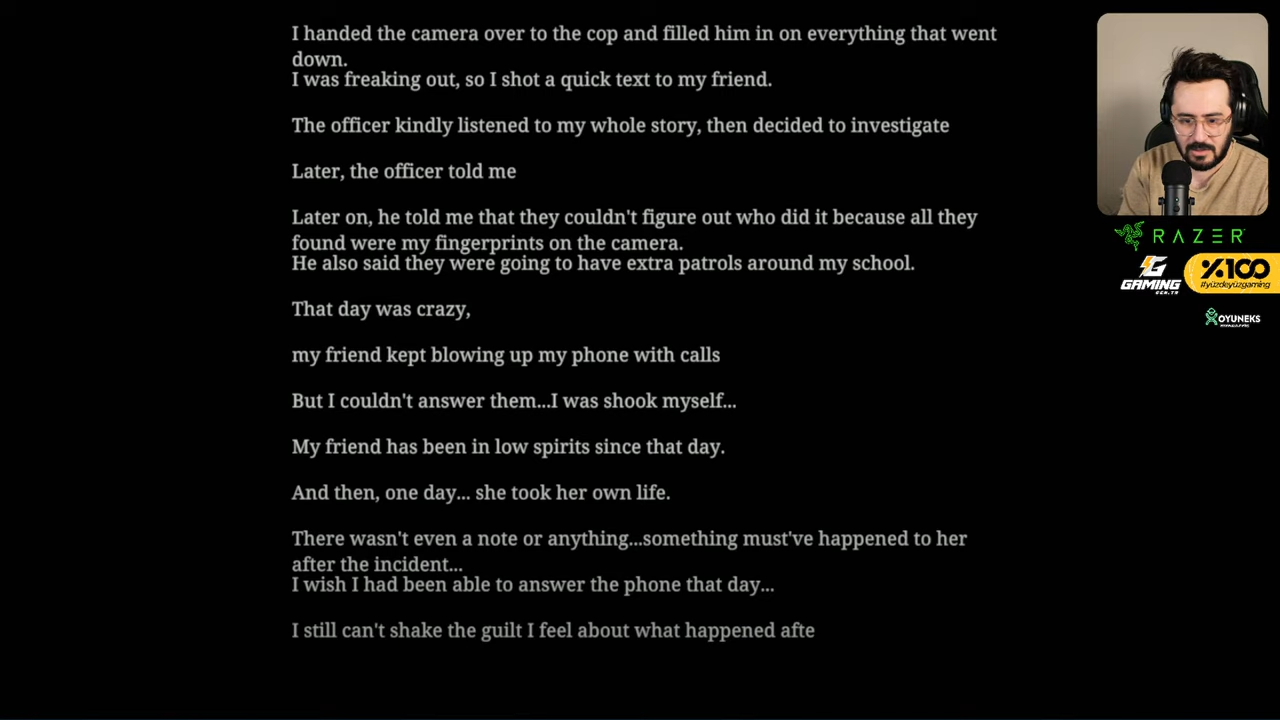 I handed the camera over to the cop and filled him in on everything that went
down.
I was freaking out, so I shot a quick text to my friend.
The officer kindly listened to my whole story, then decided to investigate
Later, the officer told me
Later on, he told me that they couldn't figure out who did it because all they
found were my fingerprints on the camera.
He also said they were going to have extra patrols around my school.
That day was crazy,
my friend kept blowing up my phone with calls
But I couldn't answer them...I was shook myself...
My friend has been in low spirits since that day.
And then, one day... she took her own life.
There wasn't even a note or anything...something must've happened to her
after the incident...
I wish I had been able to answer the phone that day...
I still can't shake the guilt I feel about what happened afte
RAZER
GAMING
GEN.TR
%100
#yüzdeyüzgaming
OYUNEKS